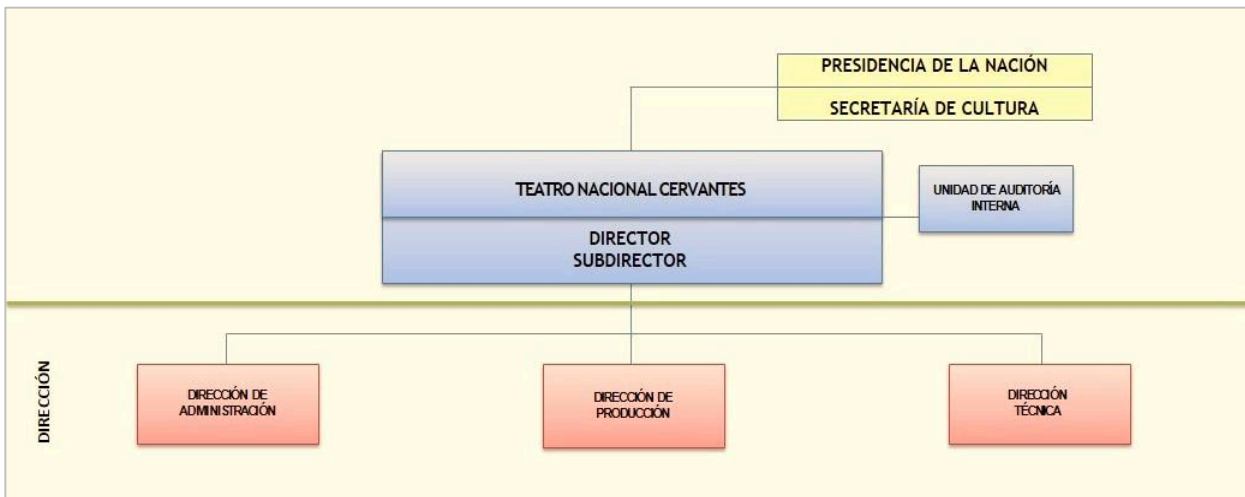 PRESIDENCIA DE LA NACIÓN
SECRETARÍA DE CULTURA
TEATRO NACIONAL CERVANTES
UNIDAD DE AUDITORÍA
INTERNA
DIRECTOR
SUBDIRECTOR
DIRECCIÓN
DIRECCIÓN DE
ADMINISTRACIÓN
DIRECCIÓN DE
PRODUCCIÓN
DIRECCIÓN
TÉCNICA